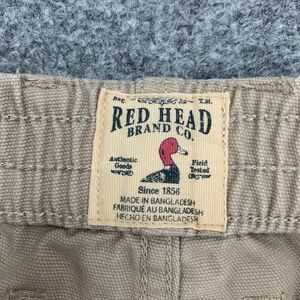 REG. T.M.
RED HEAD
BRAND CO.
Authentic Field
Goods Tested
Since 1856
MADE IN BANGLADESH
FABRIQUÉ AU BANGLADESH
HECHO EN BANGLADESH